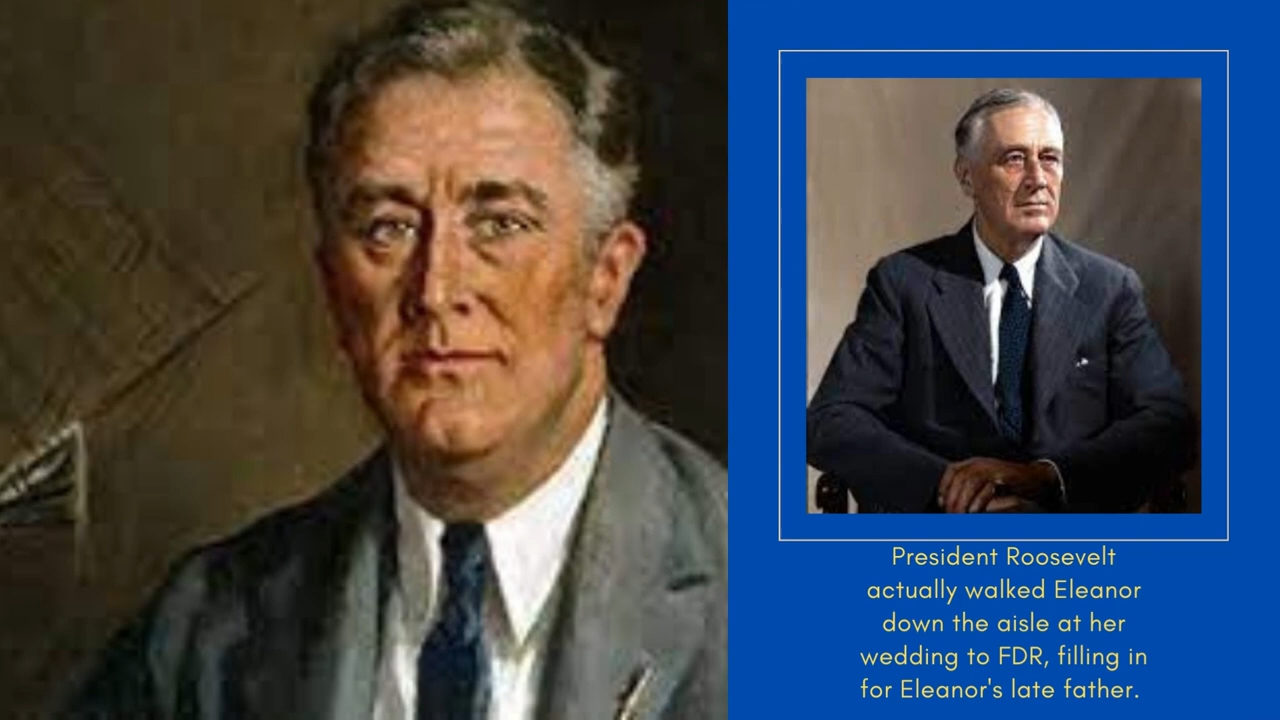 President Roosevelt
actually walked Eleanor
down the aisle at her
wedding to FDR, filling in
for Eleanor's late father.